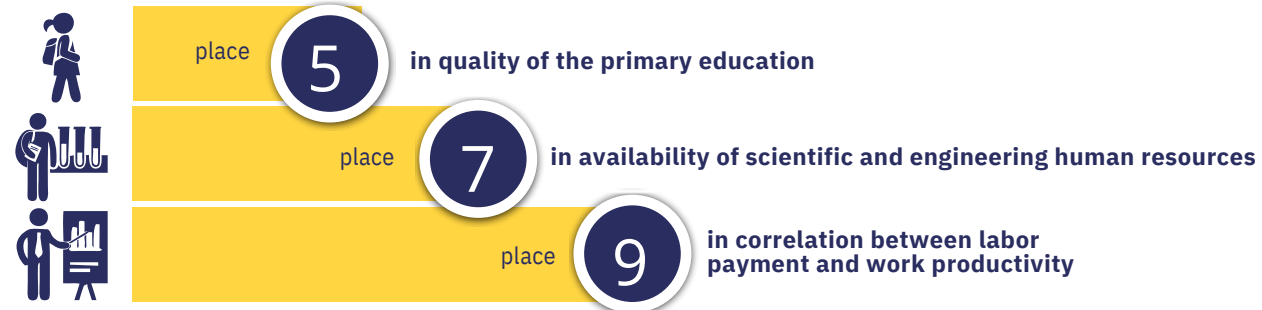 place 5 in quality of the primary education
place 7 in availability of scientific and engineering human resources
place 9 in correlation between labor
payment and work productivity